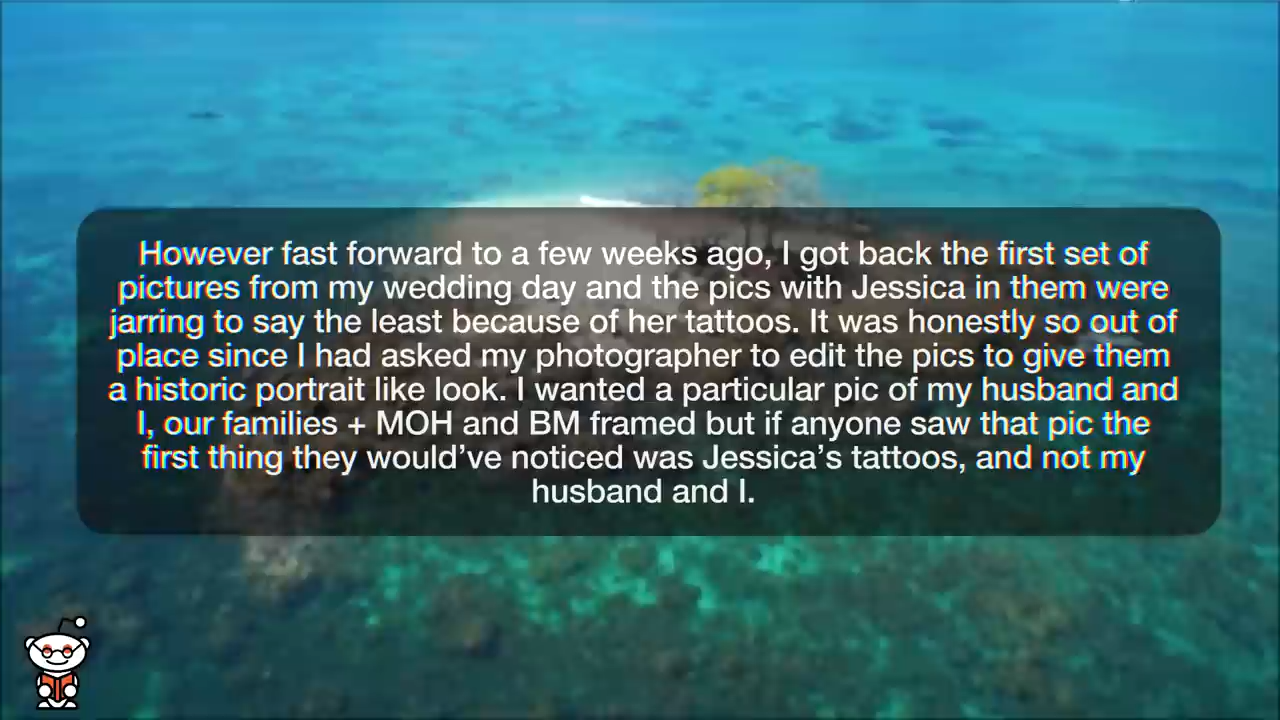 However fast forward to a few weeks ago, I got back the first set of
pictures from my wedding day and the pics with Jessica in them were
jarring to say the least because of her tattoos. It was honestly so out of
place since I had asked my photographer to edit the pics to give them
a historic portrait like look. I wanted a particular pic of my husband and
I, our families + MOH and BM framed but if anyone saw that pic the
first thing they would’ve noticed was Jessica’s tattoos, and not my
husband and I.